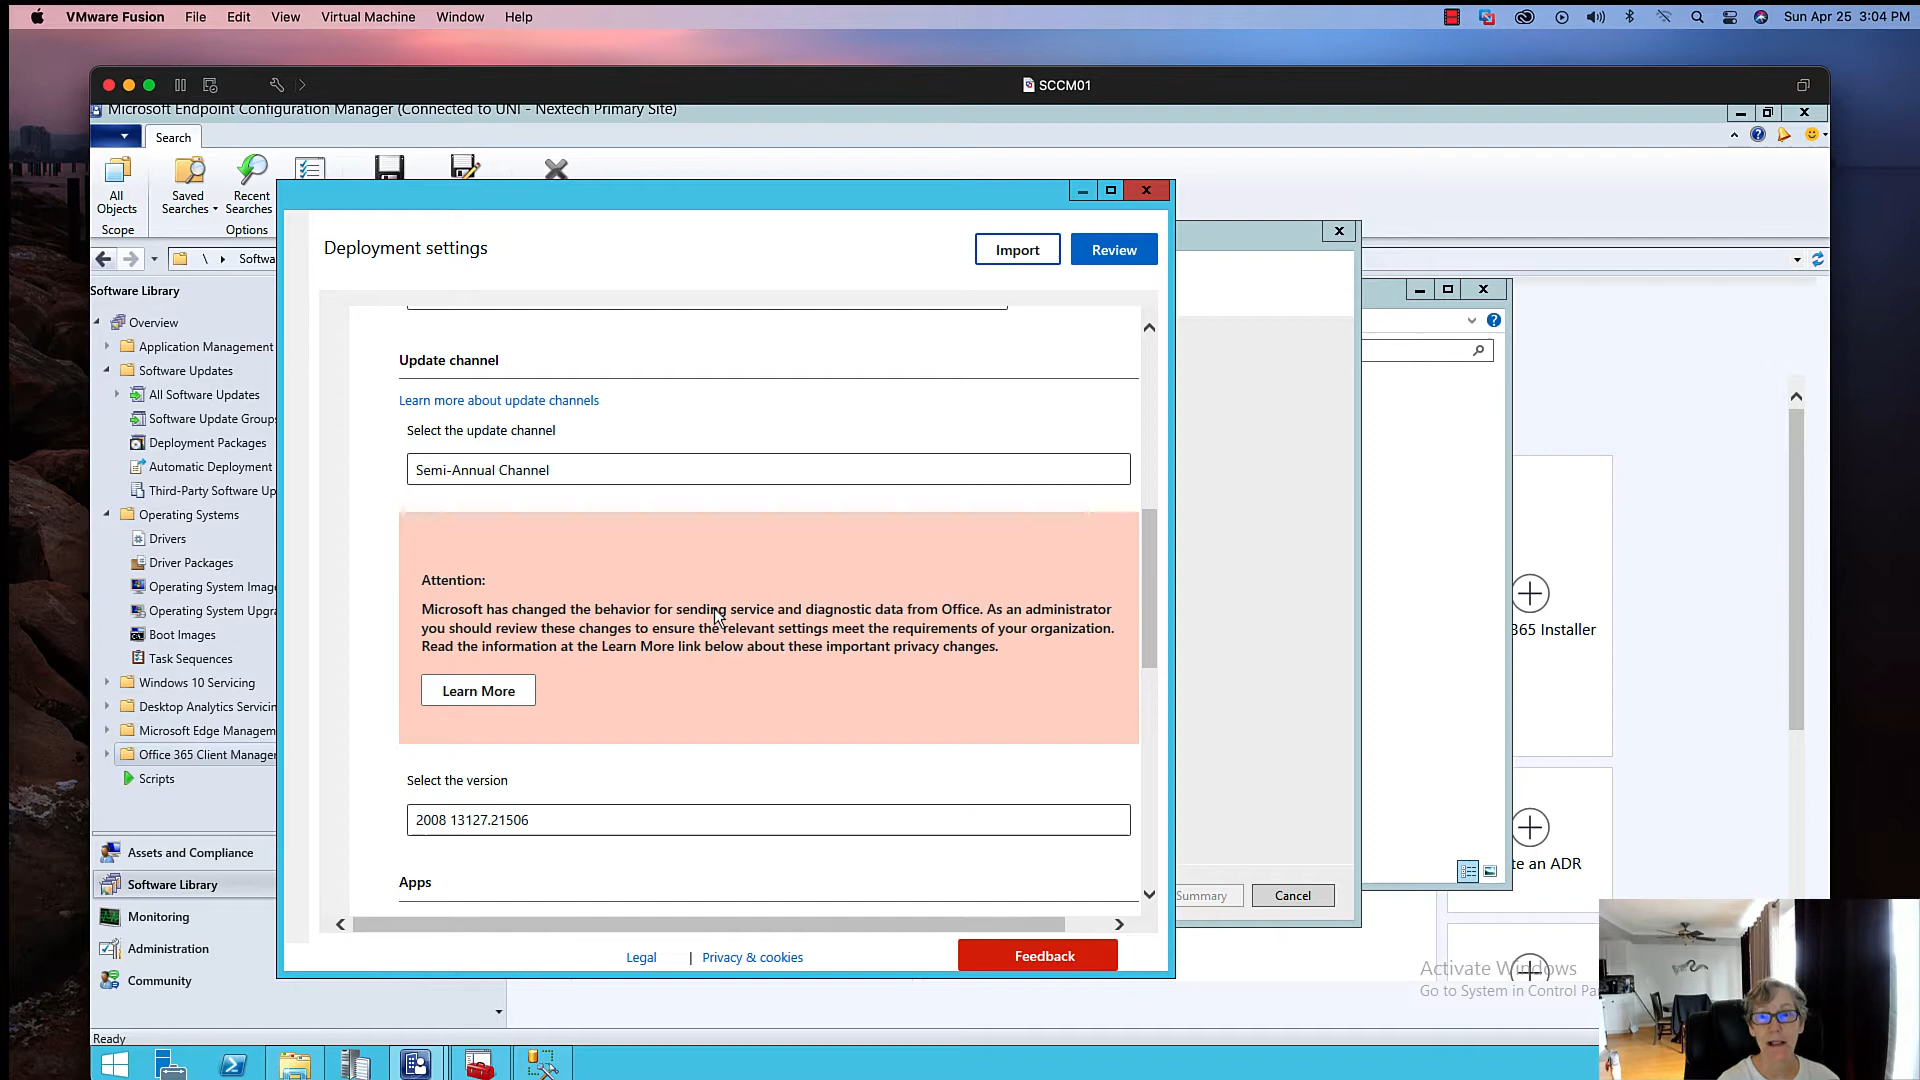 VMware Fusion File Edit View Virtual Machine Window Help Sun Apr 25 3:04 PM
SCCM01
Microsoft Endpoint Configuration Manager (Connected to UNI - Nextech Primary Site)
Search
All Objects
Saved Searches
Recent Searches
Scope
Options
\ Softwa
Software Library
Overview
Application Management
Software Updates
All Software Updates
Software Update Groups
Deployment Packages
Automatic Deployment
Third-Party Software Up
Operating Systems
Drivers
Driver Packages
Operating System Imag
Operating System Upgra
Boot Images
Task Sequences
Windows 10 Servicing
Desktop Analytics Servicin
Microsoft Edge Managem
Office 365 Client Manager
Scripts
Assets and Compliance
Software Library
Monitoring
Administration
Community
Ready
Deployment settings
Import
Review
Update channel
Learn more about update channels
Select the update channel
Semi-Annual Channel
Attention:
Microsoft has changed the behavior for sending service and diagnostic data from Office. As an administrator
you should review these changes to ensure the relevant settings meet the requirements of your organization.
Read the information at the Learn More link below about these important privacy changes.
Learn More
Select the version
2008 13127.21506
Apps
Legal | Privacy & cookies
Feedback
Summary
Cancel
365 Installer
te an ADR
Activate Windows
Go to System in Control Pa